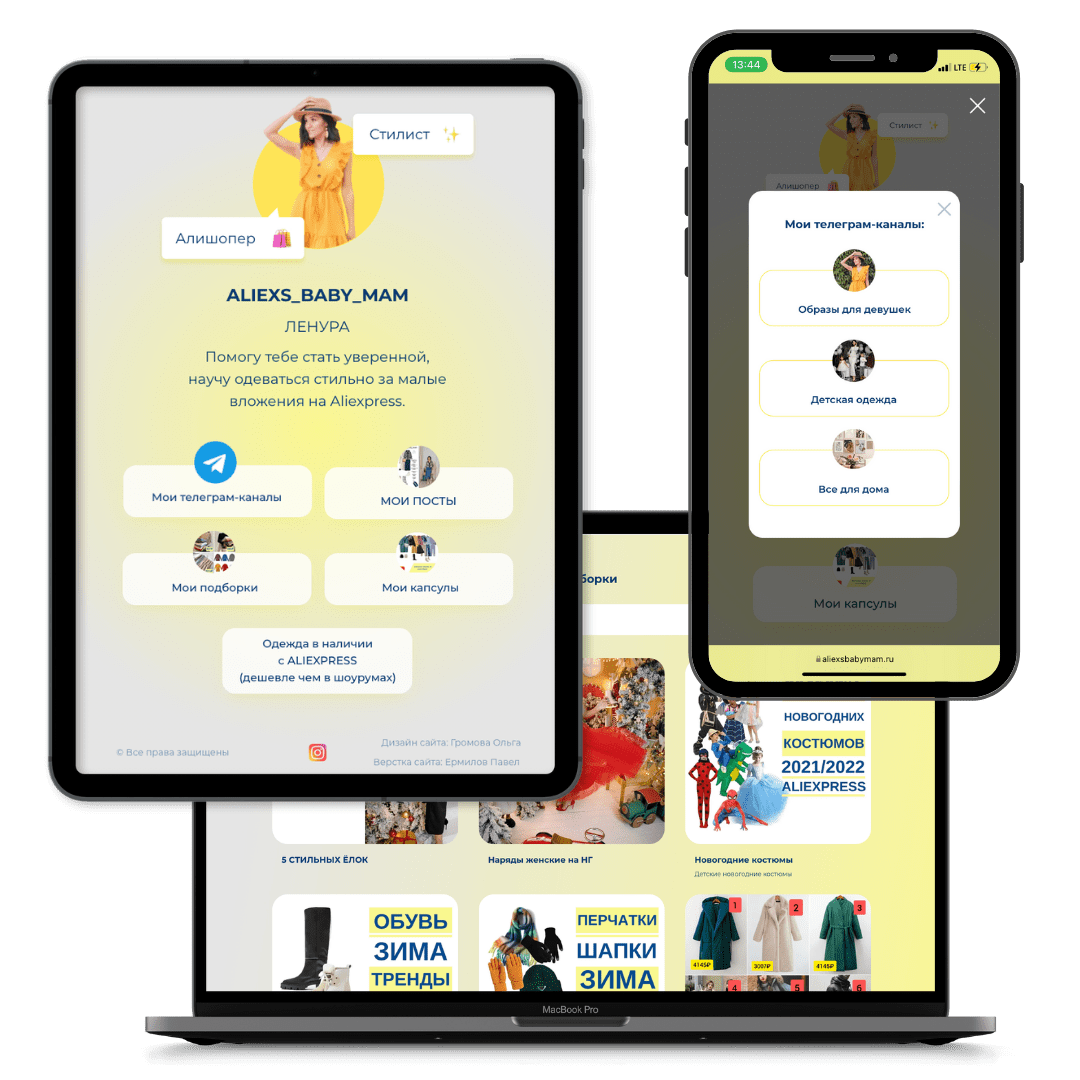 Стилист
Алишопер
ALIEXS_BABY_MAM
ЛЕНУРА
Помогу тебе стать уверенной,
научу одеваться стильно за малые
вложения на Aliexpress.
Мои телеграм-каналы
МОИ ПОСТЫ
Мои подборки
Мои капсулы
Одежда в наличии
с ALIEXPRESS
(дешевле чем в шоурумах)
© Все права защищены
Дизайн сайта: Громова Ольга
Верстка сайта: Ермилов Павел
13:44
LTE
Стилист
Алишопер
Мои телеграм-каналы:
Образы для девушек
Детская одежда
Все для дома
Мои капсулы
aliexsbabymam.ru
борки
НОВОГОДНИХ
КОСТЮМОВ
2021/2022
ALIEXPRESS
5 СТИЛЬНЫХ ЁЛОК
Наряды женские на НГ
Новогодние костюмы
Детские новогодние костюмы
ОБУВЬ
ЗИМА
ТРЕНДЫ
ПЕРЧАТКИ
ШАПКИ
ЗИМА
1
2
3
4145₽
3097₽
4146₽
4
5
6
MacBook Pro